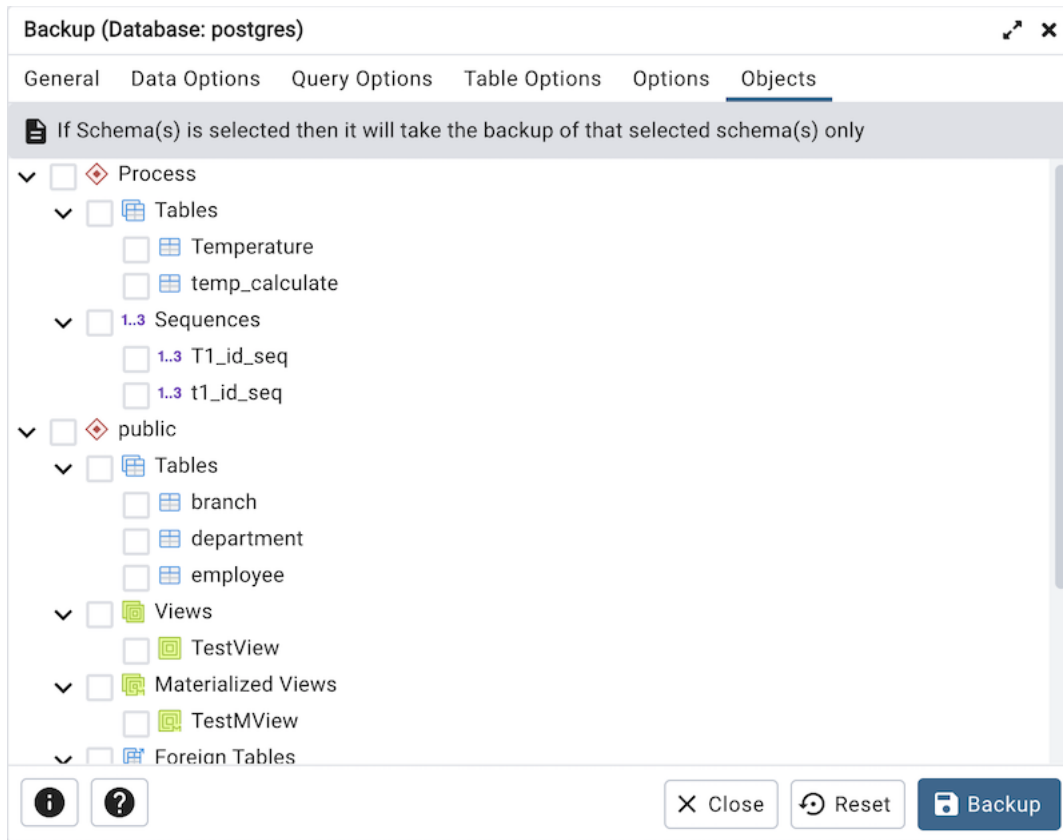 Backup (Database: postgres)
General Data Options Query Options Table Options Options Objects
If Schema(s) is selected then it will take the backup of that selected schema(s) only
Process
Tables
Temperature
temp_calculate
1..3 Sequences
1..3 T1_id_seq
1..3 t1_id_seq
public
Tables
branch
department
employee
Views
TestView
Materialized Views
TestMView
Foreign Tables
Close Reset Backup